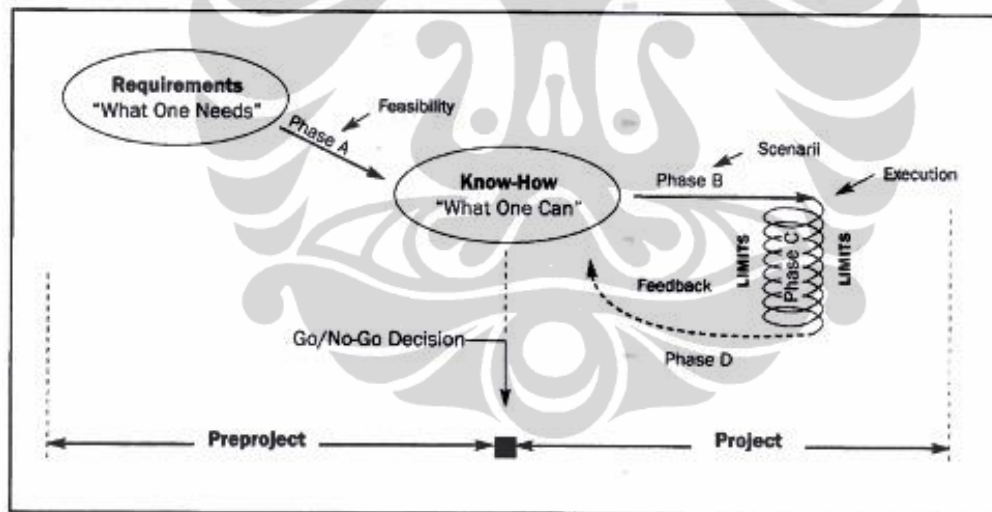 Requirements
"What One Needs"
Phase A
Feasibility
Know-How
"What One Can"
Phase B
Scenarii
Execution
LIMITS
Phase C
LIMITS
Feedback
Phase D
Go/No-Go Decision
Preproject
Project